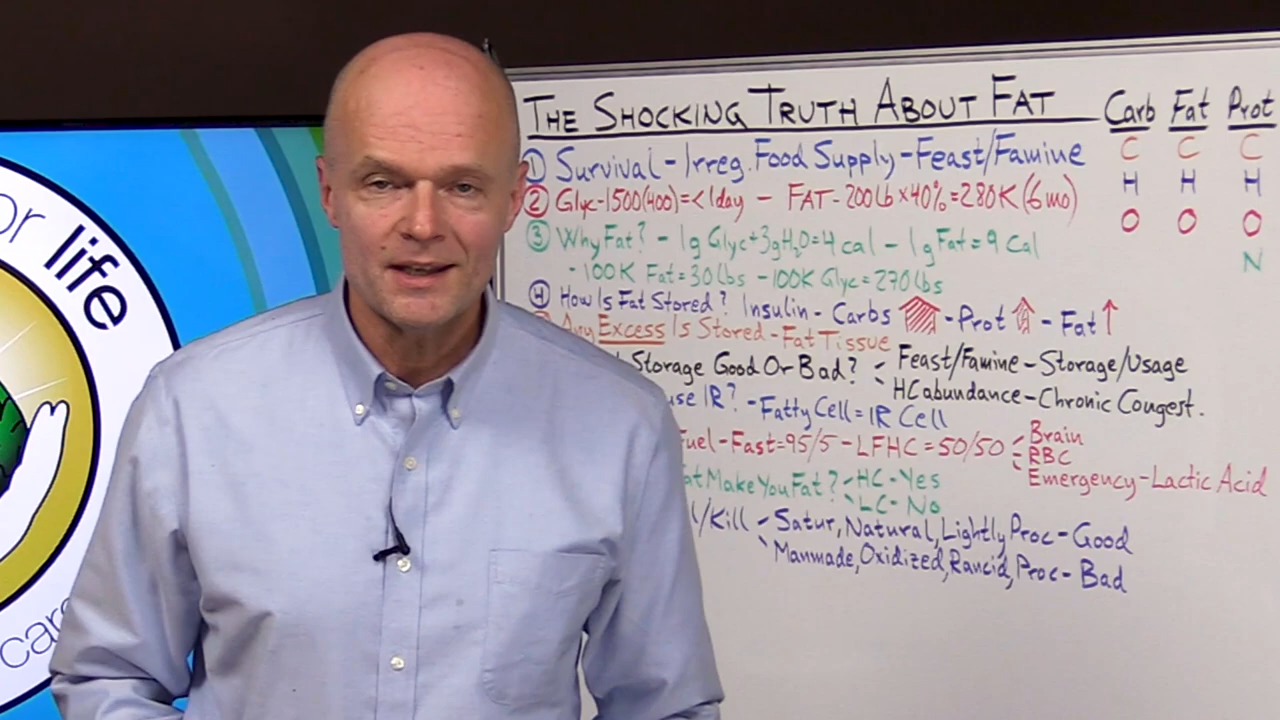 or life
car
THE SHOCKING TRUTH ABOUT FAT
Carb Fat Prot
C C C
H H H
O O O
N
① Survival - Irreg. Food Supply - Feast/Famine
② Glyc - 1500(400) = <1day - FAT - 200lb x 40% = 280K (6mo)
③ Why Fat? - 1g Glyc + 3gH2O = 4 cal - 1g Fat = 9 Cal
- 100K Fat = 30lbs - 100K Glyc = 270lbs
④ How Is Fat Stored? Insulin - Carbs - Prot - Fat
Any Excess Is Stored - Fat Tissue
Storage Good Or Bad? - Feast/Famine - Storage/Usage
- HC abundance - Chronic Congest.
use IR? - Fatty Cell = IR Cell
Fuel - Fast = 95/5 - LFHC = 50/50 - Brain
- RBC
- Emergency - Lactic Acid
at Make You Fat? - HC - Yes
- LC - No
l/Kill - Satur, Natural, Lightly Proc - Good
- Manmade, Oxidized, Rancid, Proc - Bad